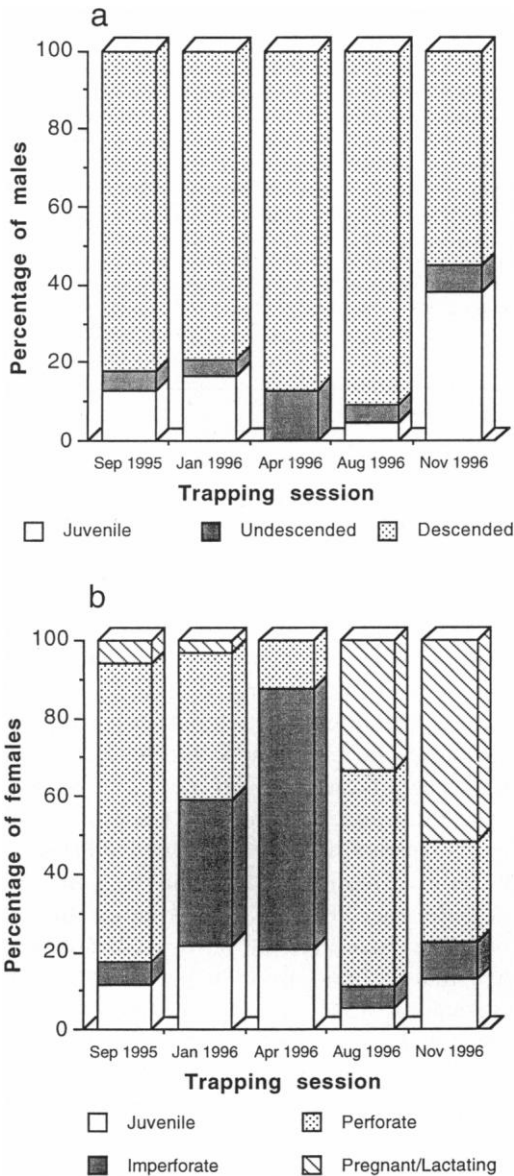 a
Percentage of males
100
80
60
40
20
0
Sep 1995 Jan 1996 Apr 1996 Aug 1996 Nov 1996
Trapping session
Juvenile Undescended Descended
b
Percentage of females
100
80
60
40
20
0
Sep 1995 Jan 1996 Apr 1996 Aug 1996 Nov 1996
Trapping session
Juvenile Perforate
Imperforate Pregnant/Lactating